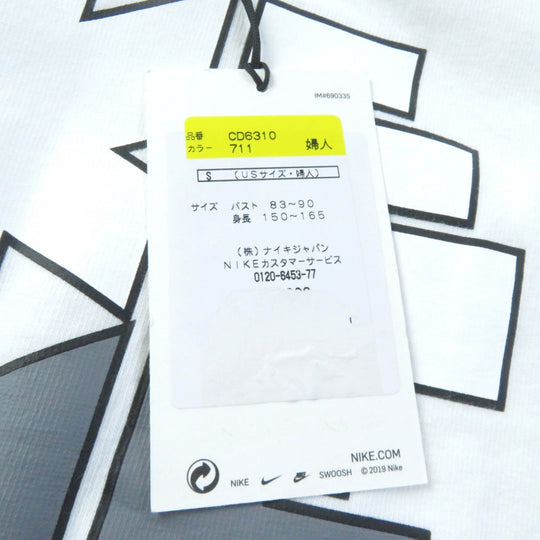 IM#690335
品番 CD6310
カラー 711 婦人
S （USサイズ・婦人）
サイズ バスト 83～90
身長 150～165
（株）ナイキジャパン
NIKEカスタマーサービス
0120-6453-77
NIKE.COM
NIKE SWOOSH © 2019 Nike